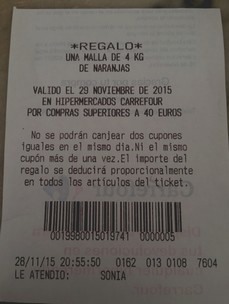 *REGALO*
UNA MALLA DE 4 KG
DE NARANJAS
VALIDO EL 29 NOVIEMBRE DE 2015
EN HIPERMERCADOS CARREFOUR
POR COMPRAS SUPERIORES A 40 EUROS
No se podrán canjear dos cupones
iguales en el mismo día.Ni el mismo
cupón más de una vez.El importe del
regalo se deducirá proporcionalmente
en todos los articulos del ticket.
0019980015019741 0000005
28/11/15 20:55:50 0162 013 0108 7604
LE ATENDIO: SONIA